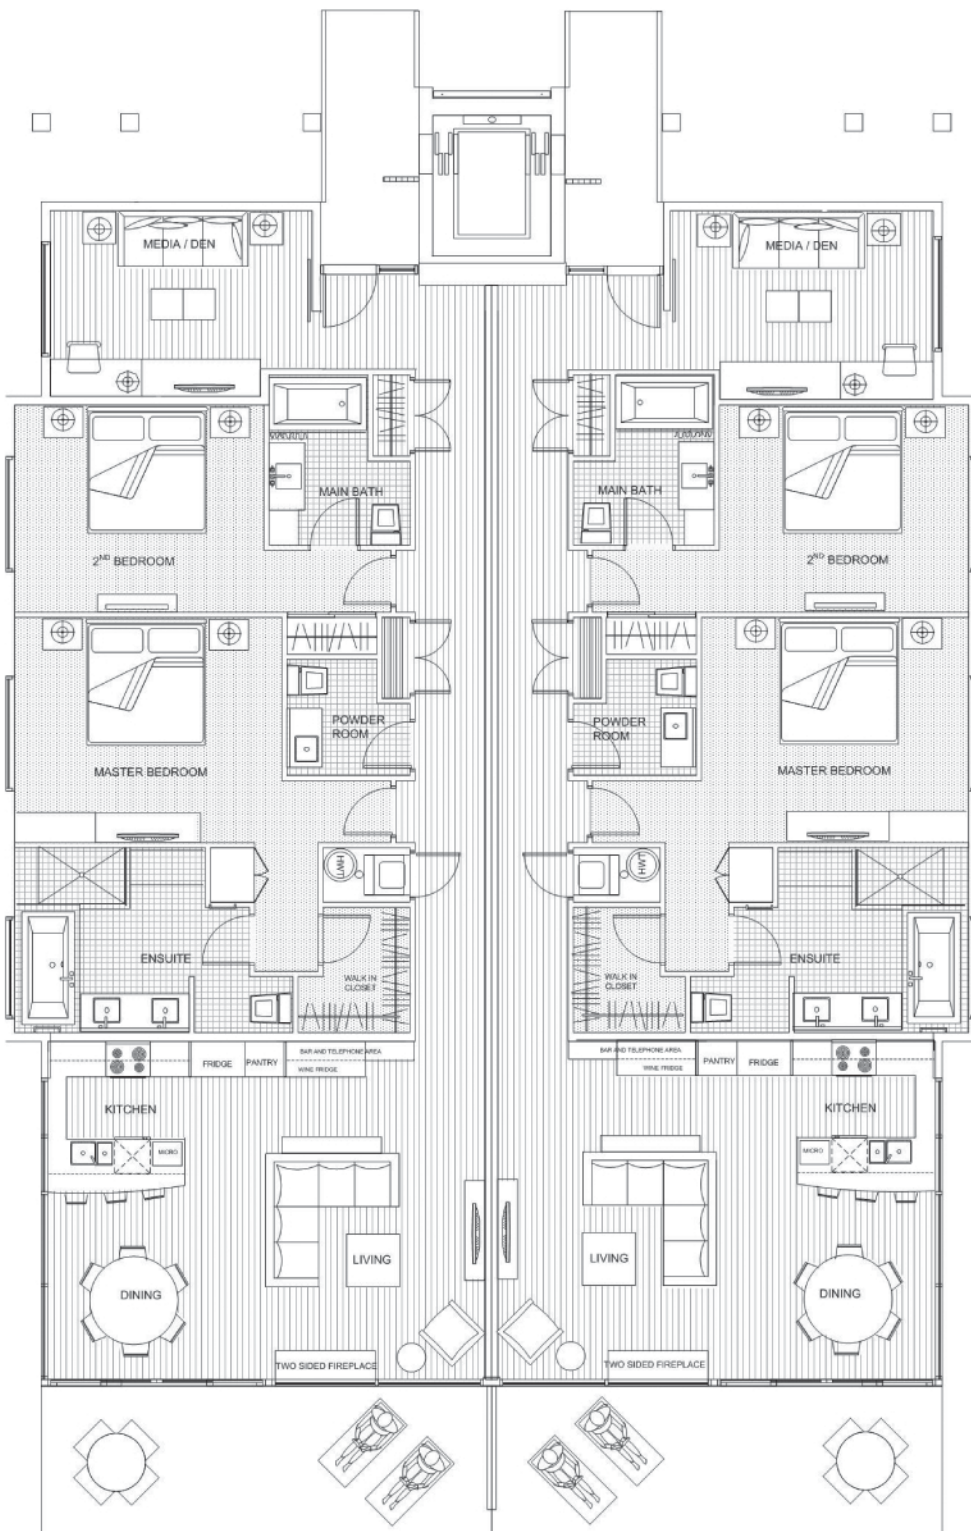 MEDIA / DEN
MEDIA / DEN
MAIN BATH
MAIN BATH
2ND BEDROOM
2ND BEDROOM
POWDER
ROOM
POWDER
ROOM
MASTER BEDROOM
MASTER BEDROOM
HWT
HWT
ENSUITE
ENSUITE
WALK IN
CLOSET
WALK IN
CLOSET
BAR AND TELEPHONE AREA
BAR AND TELEPHONE AREA
FRIDGE
PANTRY
WINE FRIDGE
WINE FRIDGE
PANTRY
FRIDGE
KITCHEN
KITCHEN
MICRO
MICRO
LIVING
LIVING
DINING
DINING
TWO SIDED FIREPLACE
TWO SIDED FIREPLACE